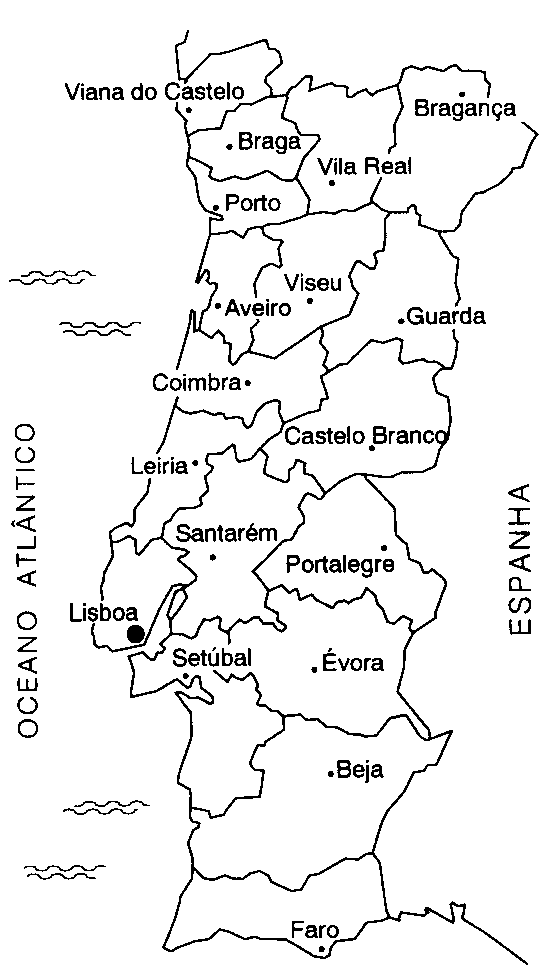 Viana do Castelo
Bragança
Braga
Vila Real
Porto
Viseu
Aveiro
Guarda
Coimbra
Castelo Branco
Leiria
Santarém
Portalegre
OCEANO ATLÂNTICO
ESPANHA
Lisboa
Setúbal
Évora
Beja
Faro